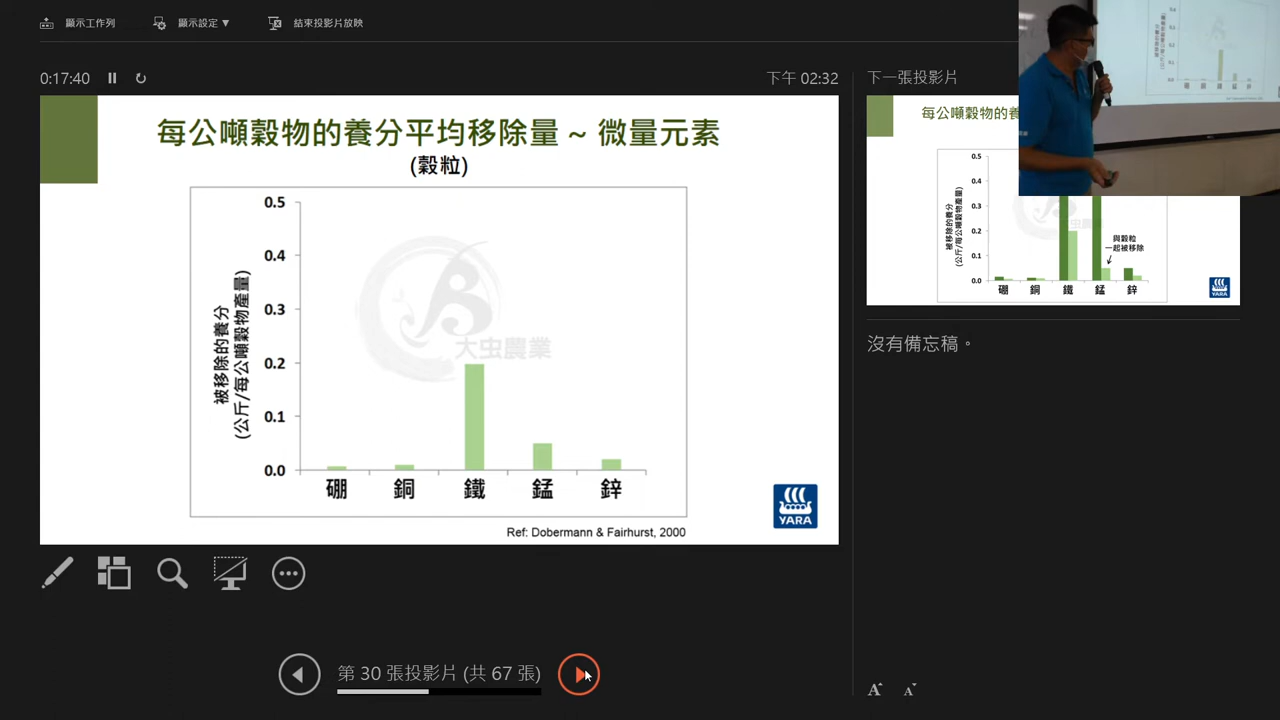 顯示工作列
顯示設定▼
結束投影片放映
0:17:40
下午 02:32
下一張投影片
每公噸穀物的養分平均移除量 ~ 微量元素
(穀粒)
0.5
0.4
0.3
0.2
0.1
0.0
被移除的養分
(公斤/每公噸穀物產量)
大虫農業
硼 銅 鐵 錳 鋅
YARA
Ref: Dobermann & Fairhurst, 2000
每公噸穀物的養
0.5
0.4
0.3
0.2
0.1
0.0
被移除的養分
(公斤/每公噸穀物產量)
與穀粒
一起被移除
硼 銅 鐵 錳 鋅
YARA
沒有備忘稿。
第 30 張投影片 (共 67 張)
A A